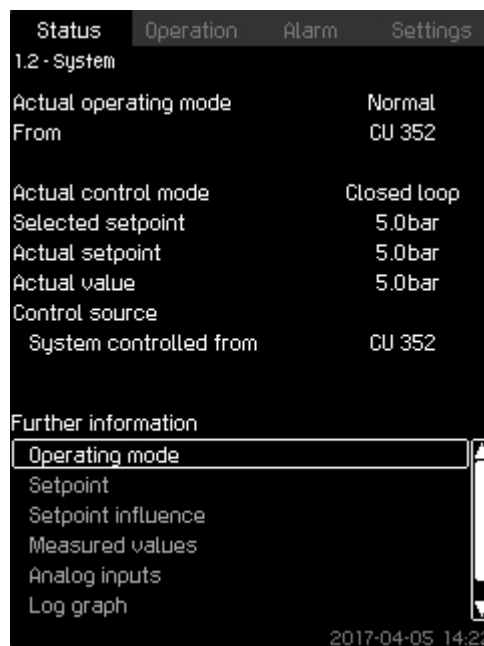 Status Operation Alarm Settings
1.2 - System
Actual operating mode Normal
From CU 352
Actual control mode Closed loop
Selected setpoint 5.0bar
Actual setpoint 5.0bar
Actual value 5.0bar
Control source
System controlled from CU 352
Further information
Operating mode
Setpoint
Setpoint influence
Measured values
Analog inputs
Log graph
2017-04-05 14:22